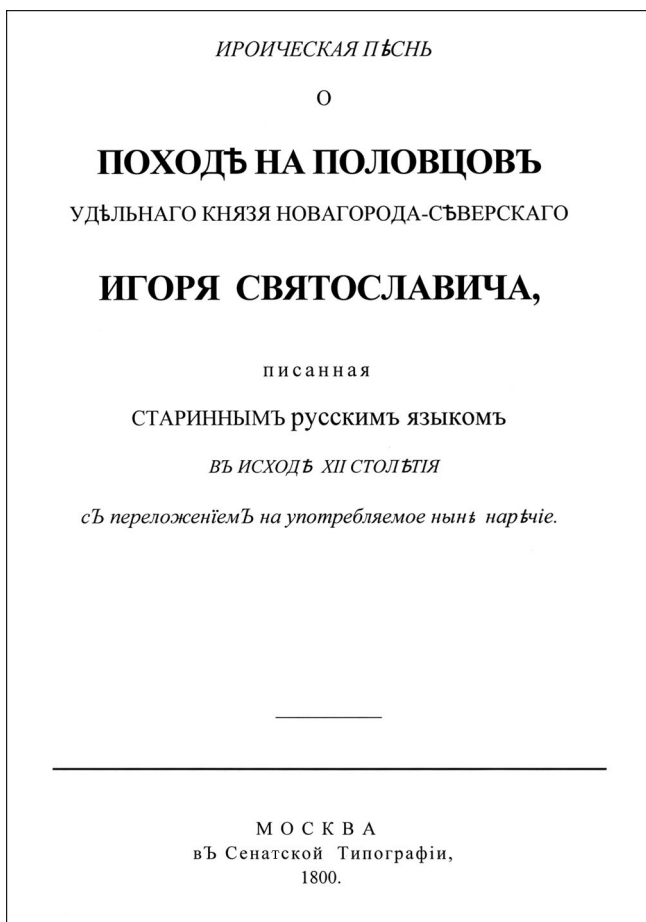 ИРОИЧЕСКАЯ ПѢСНЬ
О
ПОХОДѢ НА ПОЛОВЦОВЪ
УДѢЛЬНАГО КНЯЗЯ НОВАГОРОДА-СѢВЕРСКАГО
ИГОРЯ СВЯТОСЛАВИЧА,
писанная
СТАРИННЫМЪ русскимъ языкомъ
ВЪ ИСХОДѢ XII СТОЛѢТІЯ
сЪ переложенїемЪ на употребляемое нынѣ нарѣчіе.
МОСКВА
вЪ Сенатской Типографіи,
1800.